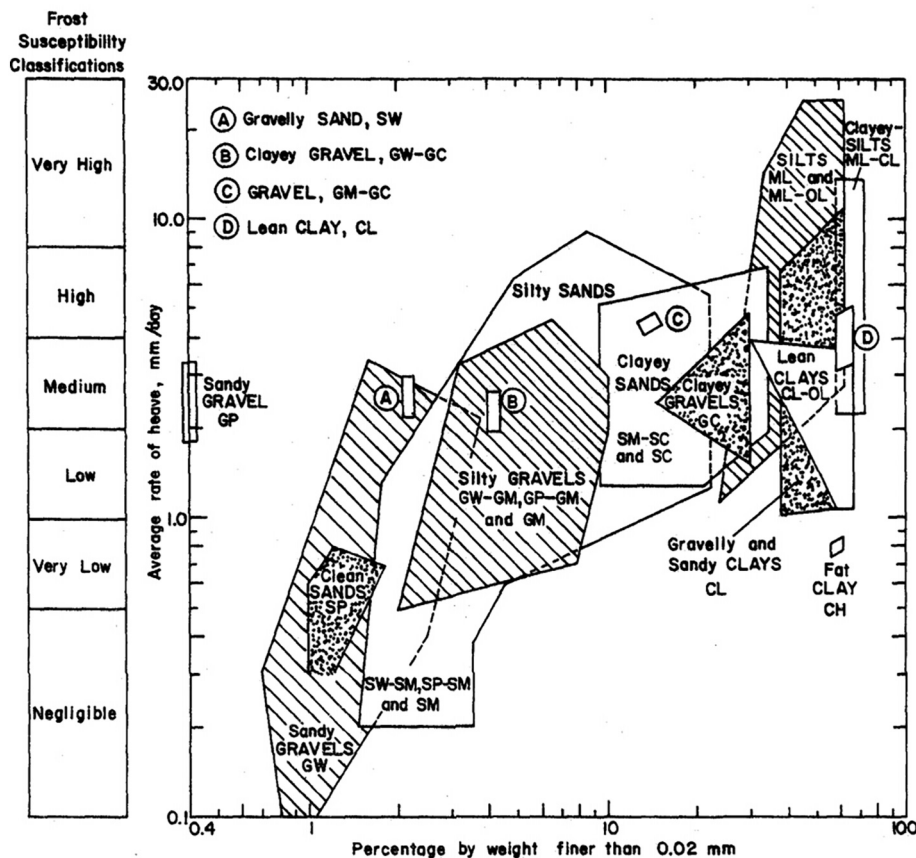 Frost
Susceptibility
Classifications
Very High
High
Medium
Low
Very Low
Negligible
Average rate of heave, mm/day
30.0
10.0
1.0
0.1
A Gravelly SAND, SW
B Clayey GRAVEL, GW-GC
C GRAVEL, GM-GC
D Lean CLAY, CL
Clayey-
SILTS
ML-CL
SILTS
ML and
ML-OL
Silty SANDS
C
D
Sandy
GRAVEL
GP
A
B
Clayey
SANDS
SM-SC
and SC
Clayey
GRAVELS
GC
Lean
CLAYS
CL-OL
Silty GRAVELS
GW-GM, GP-GM
and GM
Gravelly and
Sandy CLAYS
CL
Fat
CLAY
CH
Clean
SANDS
SP
SW-SM, SP-SM
and SM
Sandy
GRAVELS
GW
0.4
1
10
100
Percentage by weight finer than 0.02 mm